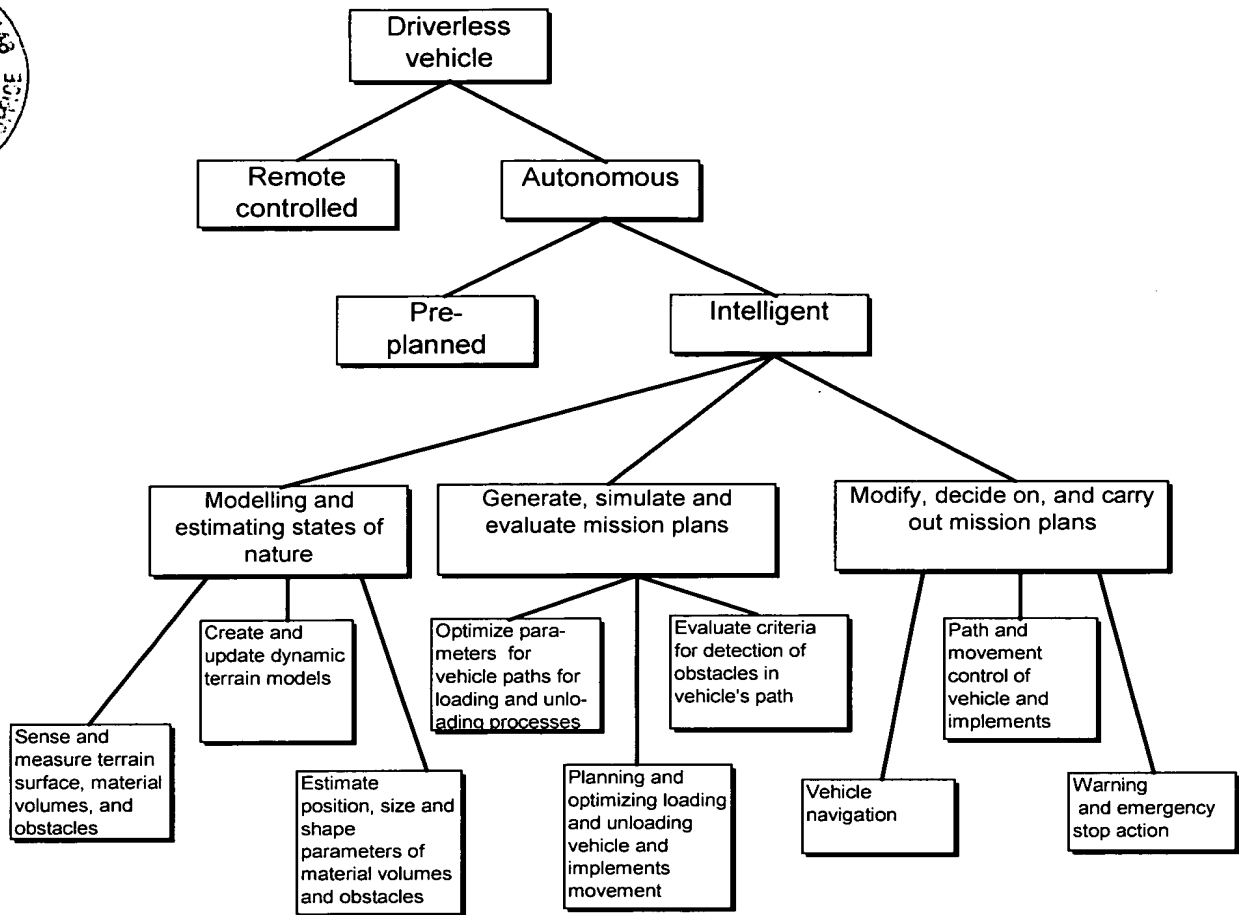 Driverless
vehicle
Remote
controlled
Autonomous
Pre-
planned
Intelligent
Modelling and
estimating states of
nature
Generate, simulate and
evaluate mission plans
Modify, decide on, and carry
out mission plans
Sense and
measure terrain
surface, material
volumes, and
obstacles
Create and
update dynamic
terrain models
Estimate
position, size and
shape
parameters of
material volumes
and obstacles
Optimize para-
meters for
vehicle paths for
loading and unlo-
ading processes
Planning and
optimizing loading
and unloading
vehicle and
implements
movement
Evaluate criteria
for detection of
obstacles in
vehicle's path
Vehicle
navigation
Path and
movement
control of
vehicle and
implements
Warning
and emergency
stop action